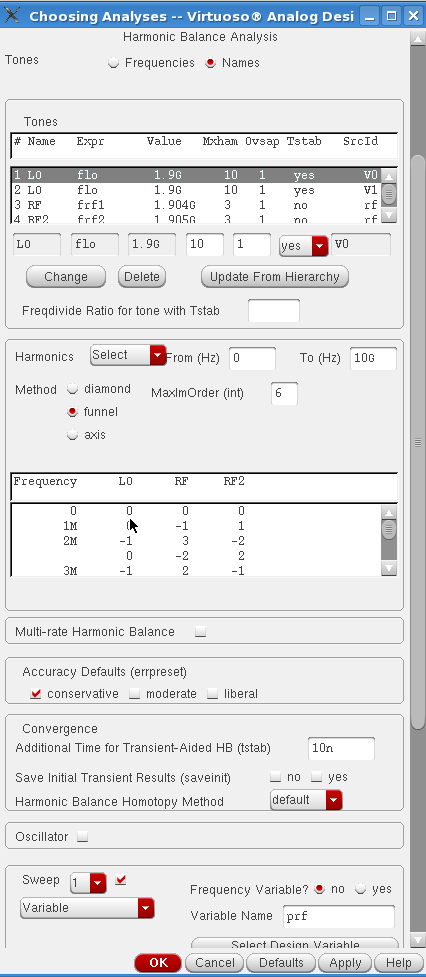 Choosing Analyses -- Virtuoso® Analog Desi
Harmonic Balance Analysis
Tones Frequencies Names
Tones
# Name Expr Value Mxham Ovsap Tstab SrcId
1 LO flo 1.9G 10 1 yes V0
2 LO flo 1.9G 10 1 yes V1
3 RF frf1 1.904G 3 1 no rf
4 RF2 frf2 1.905G 3 1 no rf
LO flo 1.9G 10 1 yes V0
Change Delete Update From Hierarchy
Freqdivide Ratio for tone with Tstab
Harmonics Select From (Hz) 0 To (Hz) 10G
Method diamond MaxImOrder (int) 6
funnel
axis
Frequency LO RF RF2
0 0 0 0
1M 0 -1 1
2M -1 3 -2
0 -2 2
3M -1 2 -1
Multi-rate Harmonic Balance
Accuracy Defaults (errpreset)
conservative moderate liberal
Convergence
Additional Time for Transient-Aided HB (tstab) 10n
Save Initial Transient Results (saveinit) no yes
Harmonic Balance Homotopy Method default
Oscillator
Sweep 1 Frequency Variable? no yes
Variable Variable Name prf
Select Design Variable
OK Cancel Defaults Apply Help